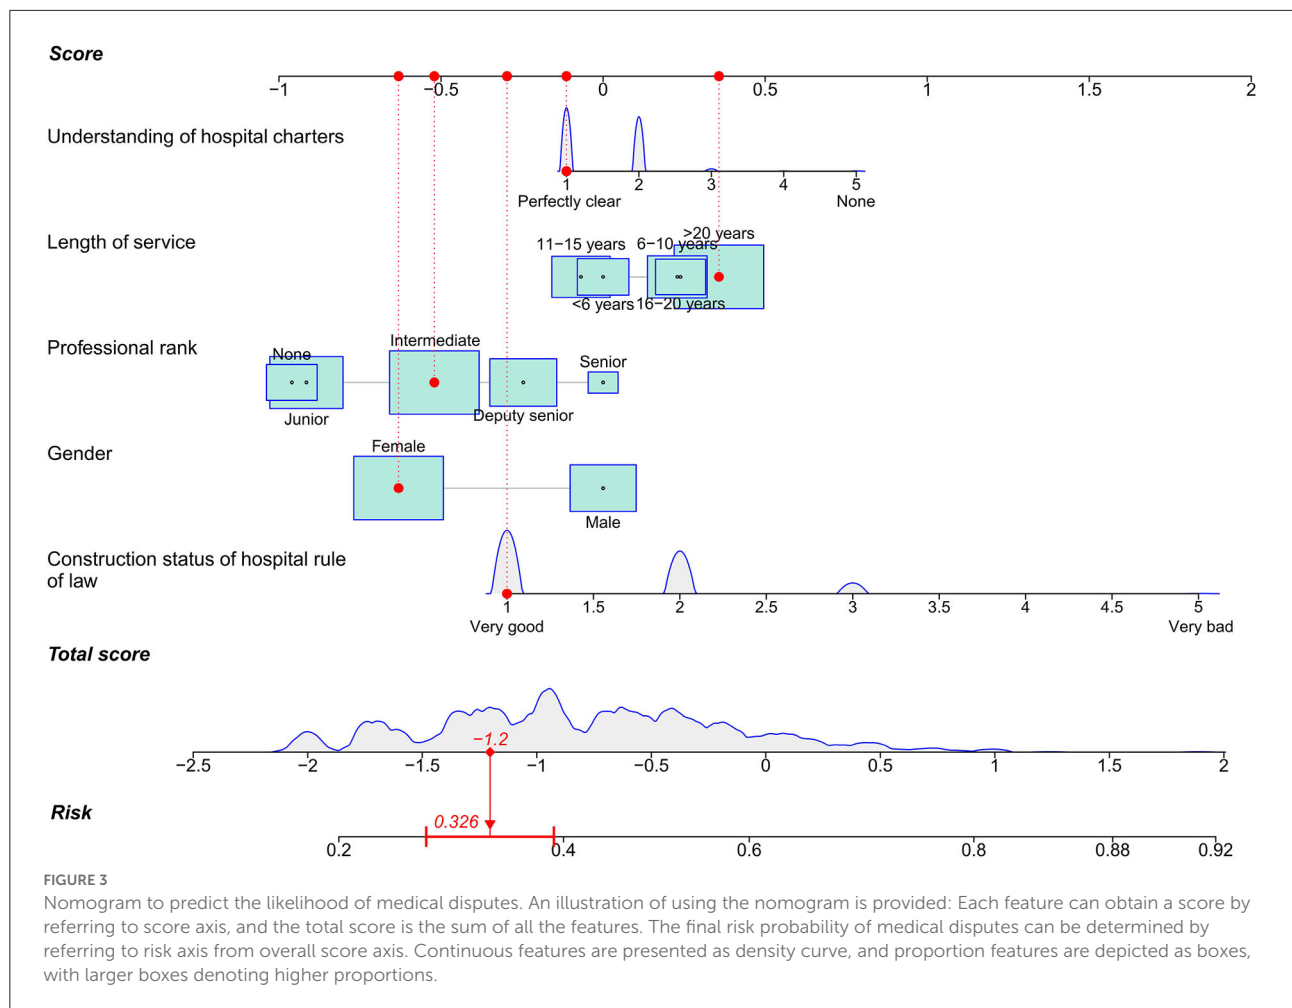 Score
−1 −0.5 0 0.5 1 1.5 2
Understanding of hospital charters
1 2 3 4 5
Perfectly clear None
>20 years
Length of service 11−15 years 6−10 years
<6 years 16−20 years
Professional rank None Intermediate Senior
Junior Deputy senior
Gender Female
Male
Construction status of hospital rule
of law
1 1.5 2 2.5 3 3.5 4 4.5 5
Very good Very bad
Total score
−1.2
−2.5 −2 −1.5 −1 −0.5 0 0.5 1 1.5 2
Risk
0.326
0.2 0.4 0.6 0.8 0.88 0.92
FIGURE 3
Nomogram to predict the likelihood of medical disputes. An illustration of using the nomogram is provided: Each feature can obtain a score by
referring to score axis, and the total score is the sum of all the features. The final risk probability of medical disputes can be determined by
referring to risk axis from overall score axis. Continuous features are presented as density curve, and proportion features are depicted as boxes,
with larger boxes denoting higher proportions.